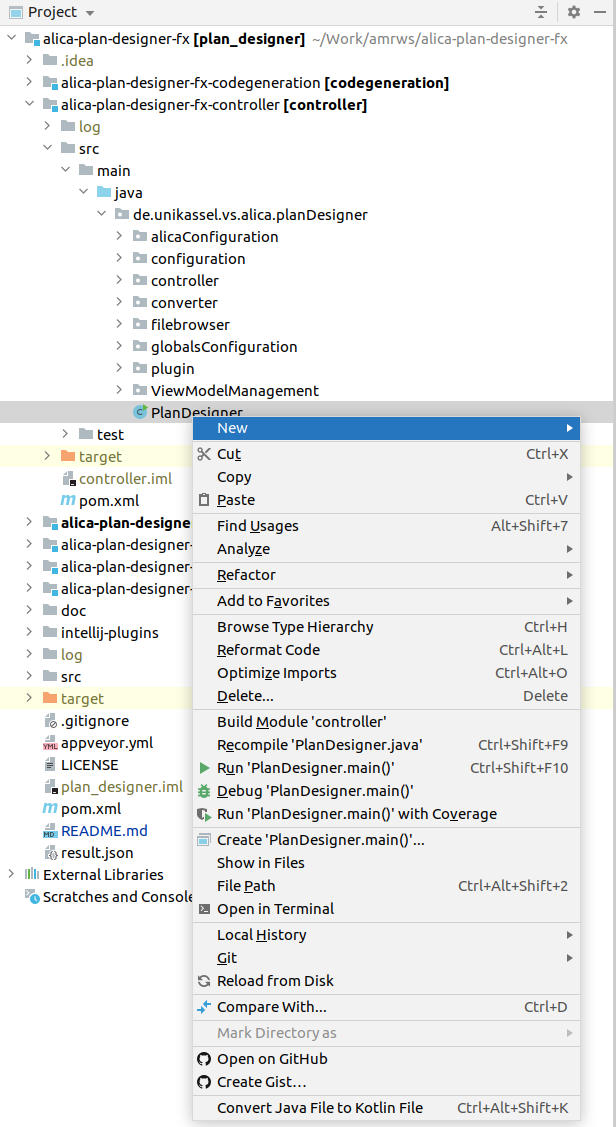 Project
alica-plan-designer-fx [plan_designer] ~/Work/amrws/alica-plan-designer-fx
.idea
alica-plan-designer-fx-codegeneration [codegeneration]
alica-plan-designer-fx-controller [controller]
log
src
main
java
de.unikassel.vs.alica.planDesigner
alicaConfiguration
configuration
controller
converter
filebrowser
globalsConfiguration
plugin
ViewModelManagement
PlanDesigner
test
target
controller.iml
pom.xml
alica-plan-designe
alica-plan-designer-
alica-plan-designer-
alica-plan-designer-
doc
intellij-plugins
log
src
target
.gitignore
appveyor.yml
LICENSE
plan_designer.iml
pom.xml
README.md
result.json
External Libraries
Scratches and Console
New
Cut Ctrl+X
Copy
Paste Ctrl+V
Find Usages Alt+Shift+7
Analyze
Refactor
Add to Favorites
Browse Type Hierarchy Ctrl+H
Reformat Code Ctrl+Alt+L
Optimize Imports Ctrl+Alt+O
Delete... Delete
Build Module 'controller'
Recompile 'PlanDesigner.java' Ctrl+Shift+F9
Run 'PlanDesigner.main()' Ctrl+Shift+F10
Debug 'PlanDesigner.main()'
Run 'PlanDesigner.main()' with Coverage
Create 'PlanDesigner.main()'...
Show in Files
File Path Ctrl+Alt+Shift+2
Open in Terminal
Local History
Git
Reload from Disk
Compare With... Ctrl+D
Mark Directory as
Open on GitHub
Create Gist...
Convert Java File to Kotlin File Ctrl+Alt+Shift+K